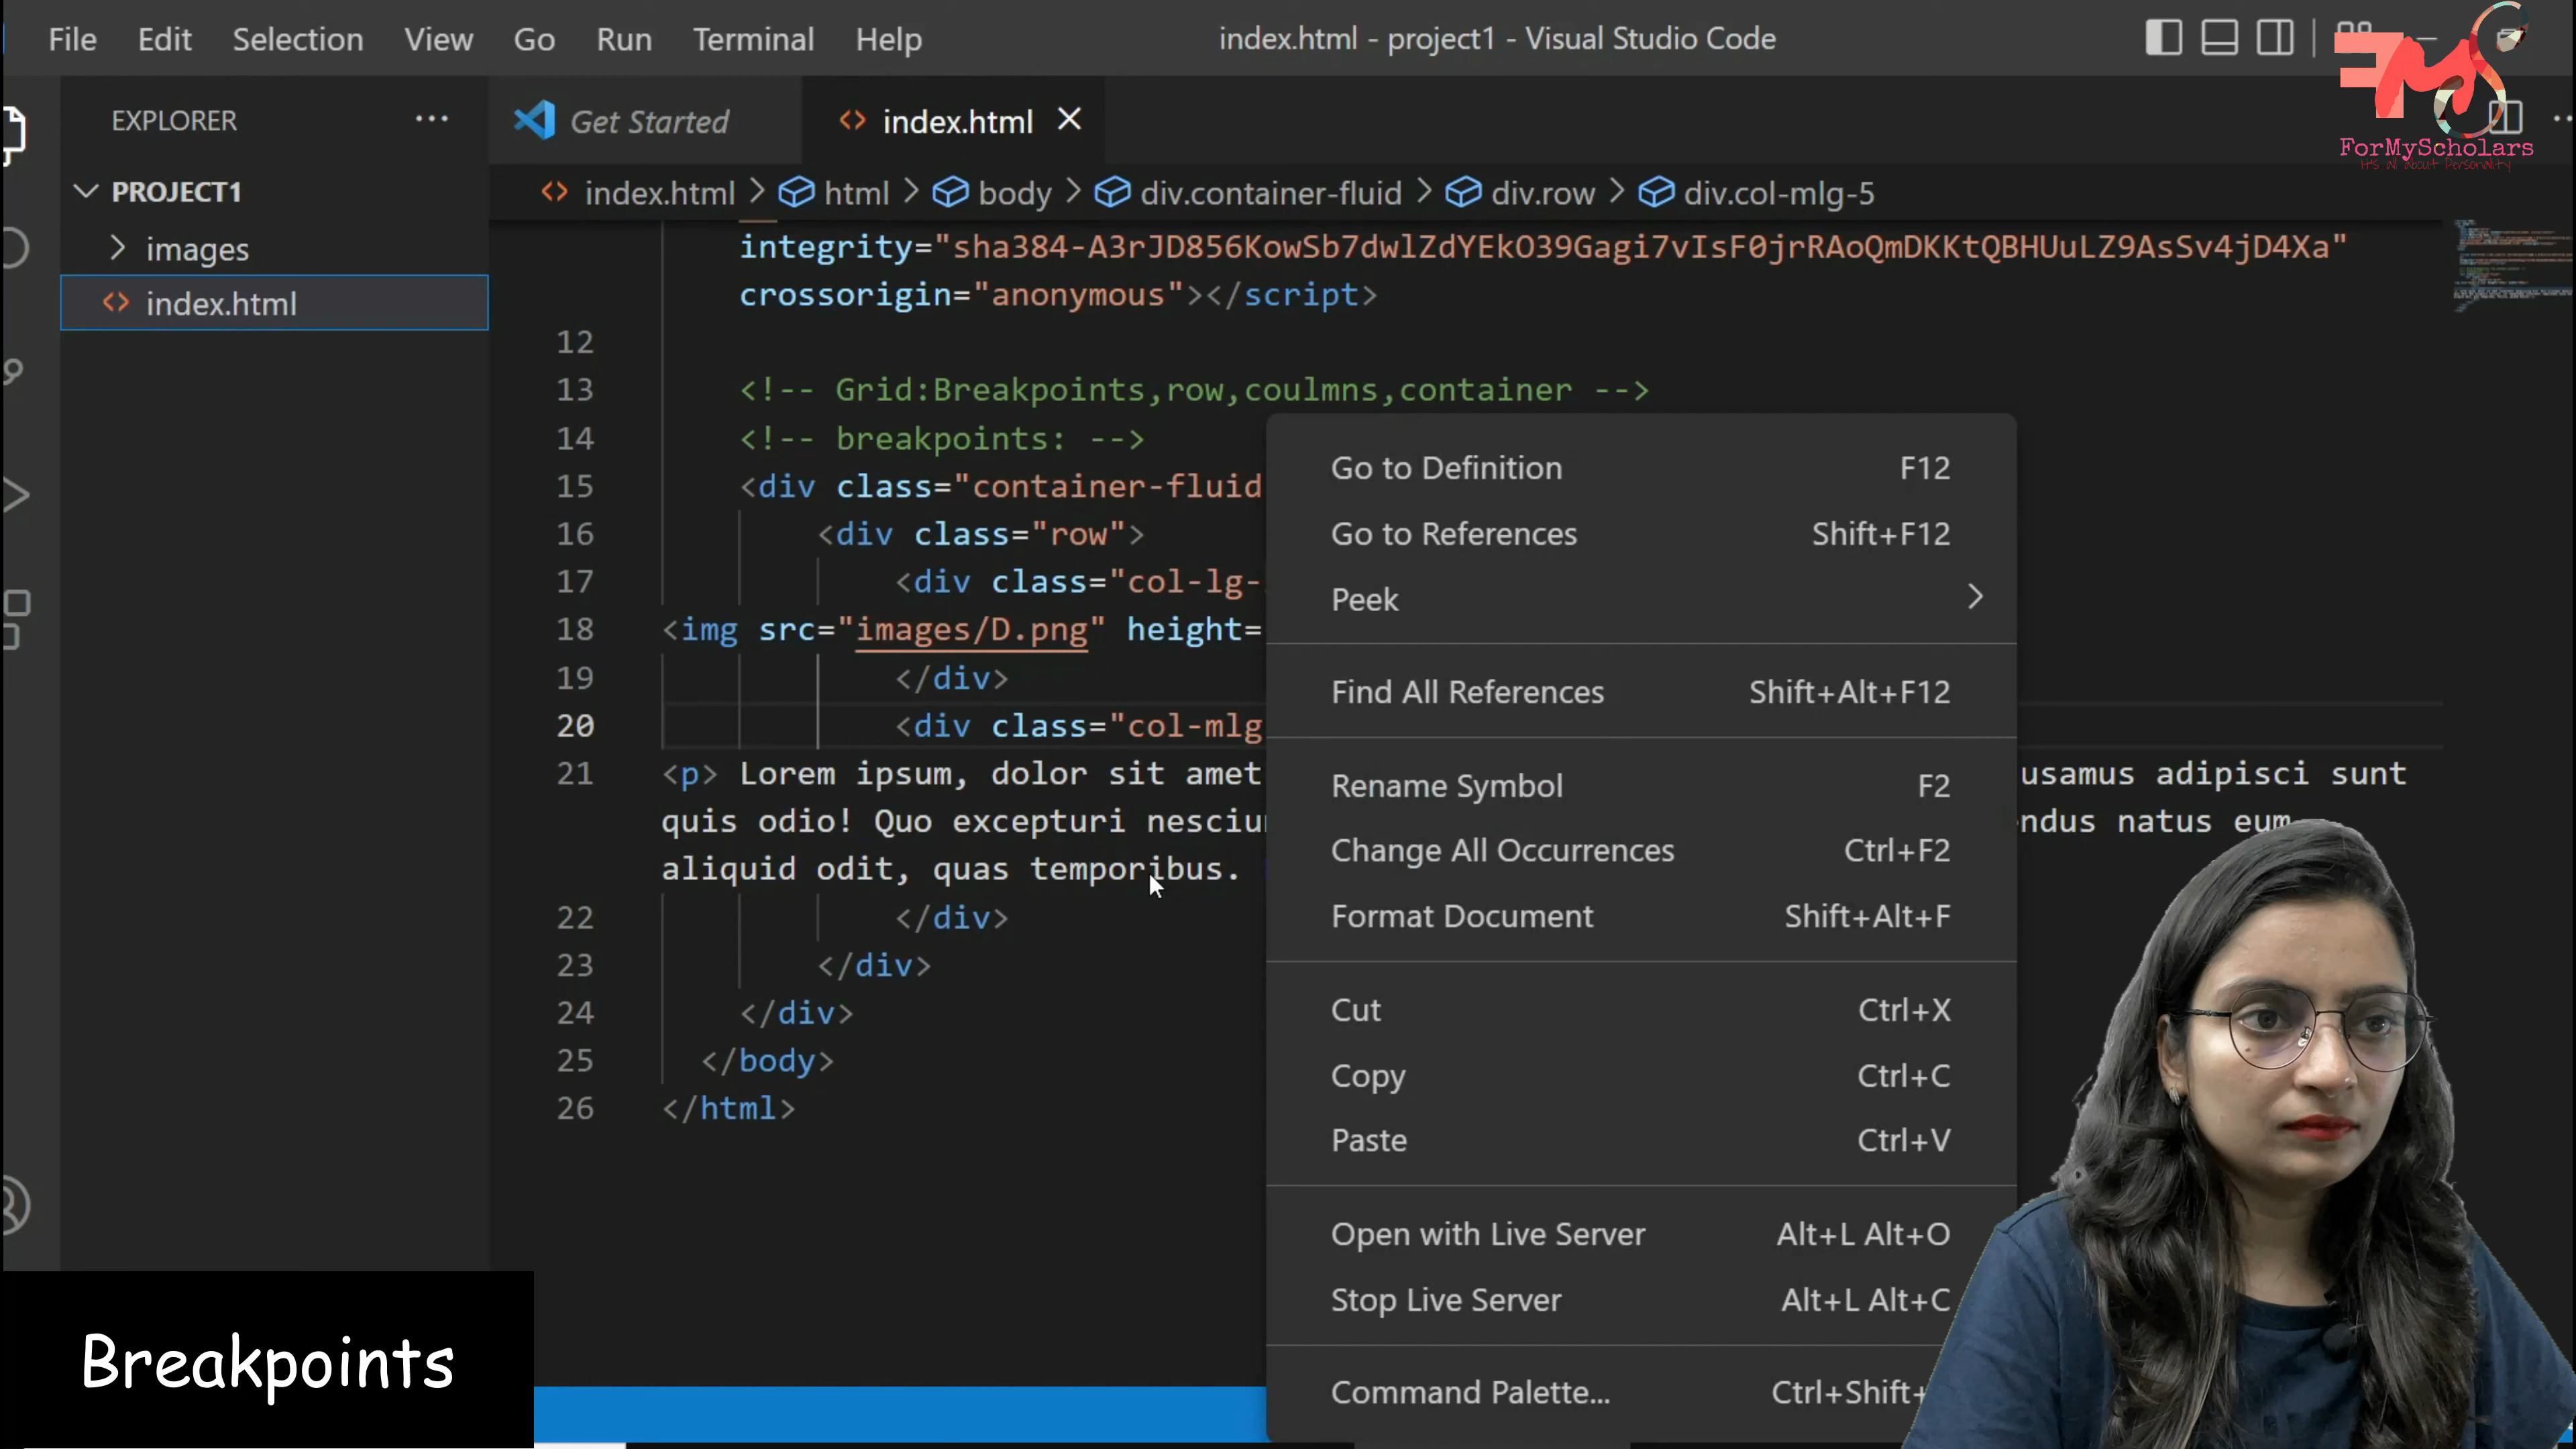 File Edit Selection View Go Run Terminal Help
index.html - project1 - Visual Studio Code
ForMyScholars
It's all about Personality
EXPLORER ···
Get Started
index.html
PROJECT1
images
index.html
index.html > html > body > div.container-fluid > div.row > div.col-mlg-5
integrity="sha384-A3rJD856KowSb7dwlZdYEkO39Gagi7vIsF0jrRAoQmDKKtQBHUuLZ9AsSv4jD4Xa"
crossorigin="anonymous"></script>
12
13 <!-- Grid:Breakpoints,row,coulmns,container -->
14 <!-- breakpoints: -->
15 <div class="container-fluid
16 <div class="row">
17 <div class="col-lg-
18 <img src="images/D.png" height=
19 </div>
20 <div class="col-mlg
21 <p> Lorem ipsum, dolor sit amet usamus adipisci sunt
quis odio! Quo excepturi nesciu ndus natus eum
aliquid odit, quas temporibus.
22 </div>
23 </div>
24 </div>
25 </body>
26 </html>
Go to Definition F12
Go to References Shift+F12
Peek
Find All References Shift+Alt+F12
Rename Symbol F2
Change All Occurrences Ctrl+F2
Format Document Shift+Alt+F
Cut Ctrl+X
Copy Ctrl+C
Paste Ctrl+V
Open with Live Server Alt+L Alt+O
Stop Live Server Alt+L Alt+C
Command Palette... Ctrl+Shift+
Breakpoints